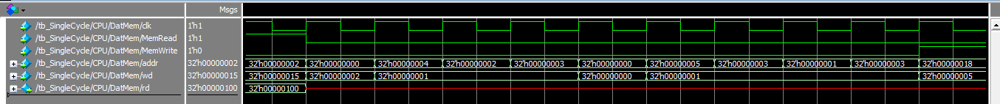 Msgs
/tb_SingleCycle/CPU/DatMem/clk 1'h1
/tb_SingleCycle/CPU/DatMem/MemRead 1'h1
/tb_SingleCycle/CPU/DatMem/MemWrite 1'h0
/tb_SingleCycle/CPU/DatMem/addr 32'h00000002 32'h00000002 32'h00000000 32'h00000004 32'h00000002 32'h00000003 32'h00000000 32'h00000005 32'h00000003 32'h00000001 32'h00000003 32'h00000018
/tb_SingleCycle/CPU/DatMem/wd 32'h00000015 32'h00000015 32'h00000002 32'h00000001 32'h00000000 32'h00000001 32'h00000005
/tb_SingleCycle/CPU/DatMem/rd 32'h00000100 32'h00000100